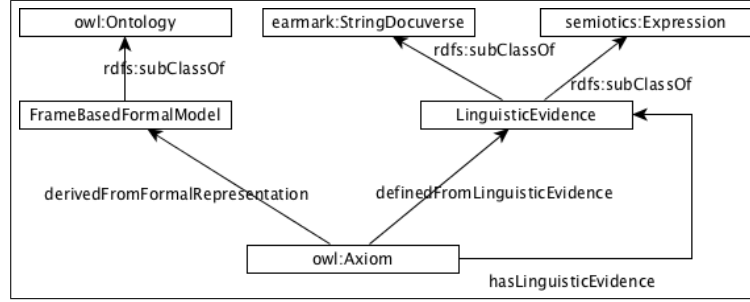 owl:Ontology
earmark:StringDocuverse
semiotics:Expression
rdfs:subClassOf
rdfs:subClassOf
rdfs:subClassOf
FrameBasedFormalModel
LinguisticEvidence
derivedFromFormalRepresentation
definedFromLinguisticEvidence
owl:Axiom
hasLinguisticEvidence